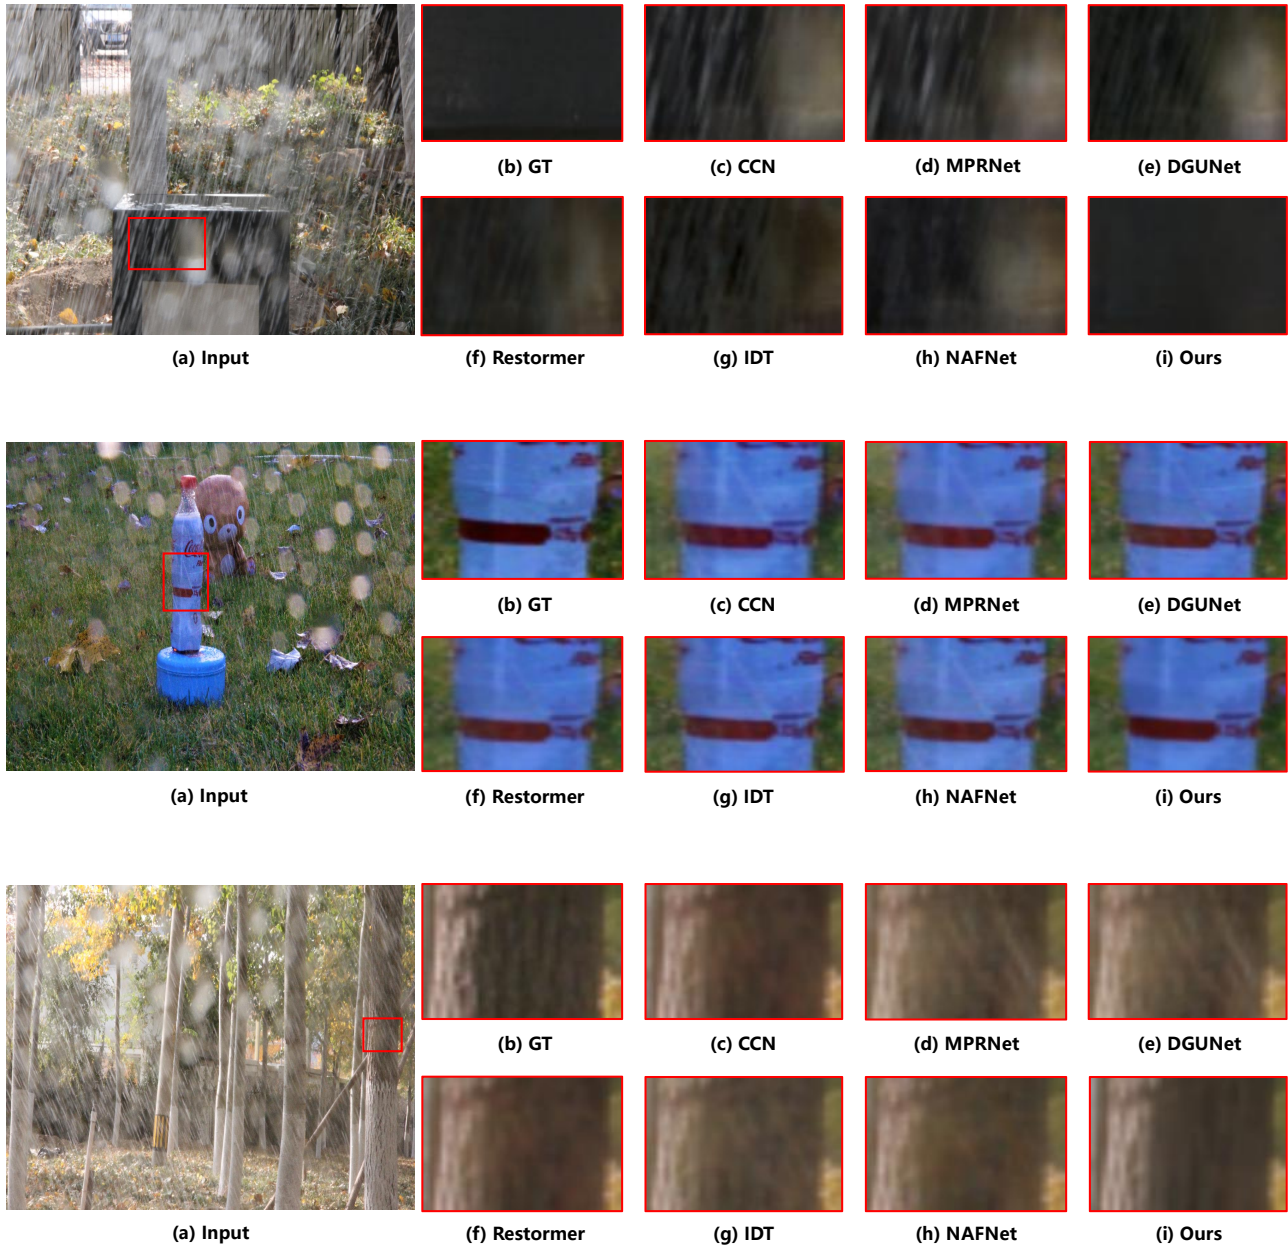 (b) GT (c) CCN (d) MPRNet (e) DGUNet
(a) Input (f) Restormer (g) IDT (h) NAFNet (i) Ours
(b) GT (c) CCN (d) MPRNet (e) DGUNet
(a) Input (f) Restormer (g) IDT (h) NAFNet (i) Ours
(b) GT (c) CCN (d) MPRNet (e) DGUNet
(a) Input (f) Restormer (g) IDT (h) NAFNet (i) Ours